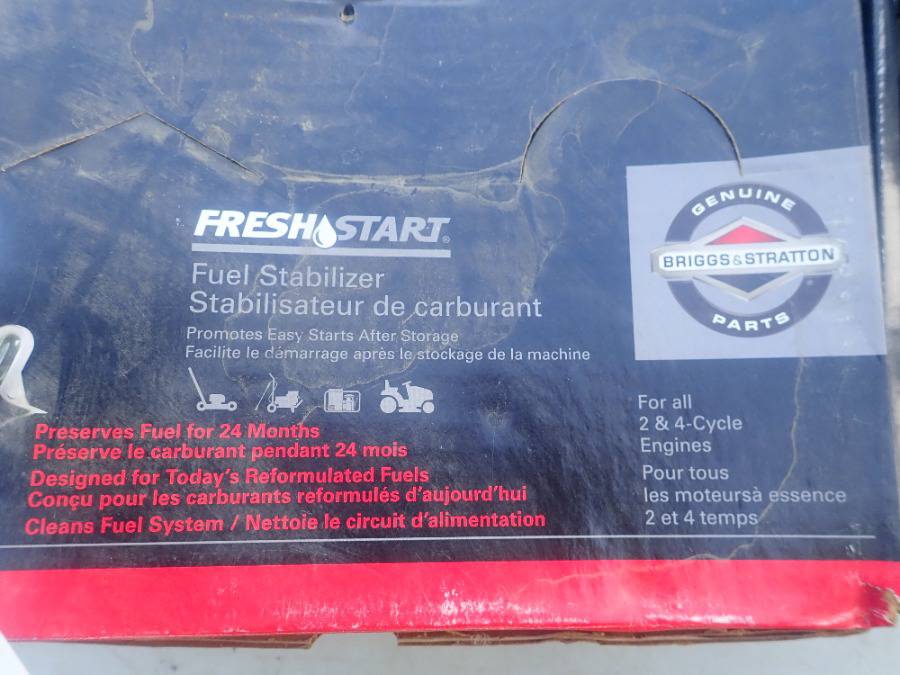 FRESH START®
Fuel Stabilizer
Stabilisateur de carburant
Promotes Easy Starts After Storage
Facilite le démarrage après le stockage de la machine
Preserves Fuel for 24 Months
Préserve le carburant pendant 24 mois
Designed for Today's Reformulated Fuels
Conçu pour les carburants reformulés d'aujourd'hui
Cleans Fuel System / Nettoie le circuit d'alimentation
GENUINE
BRIGGS&STRATTON
PARTS®
For all
2 & 4-Cycle
Engines
Pour tous
les moteursà essence
2 et 4 temps